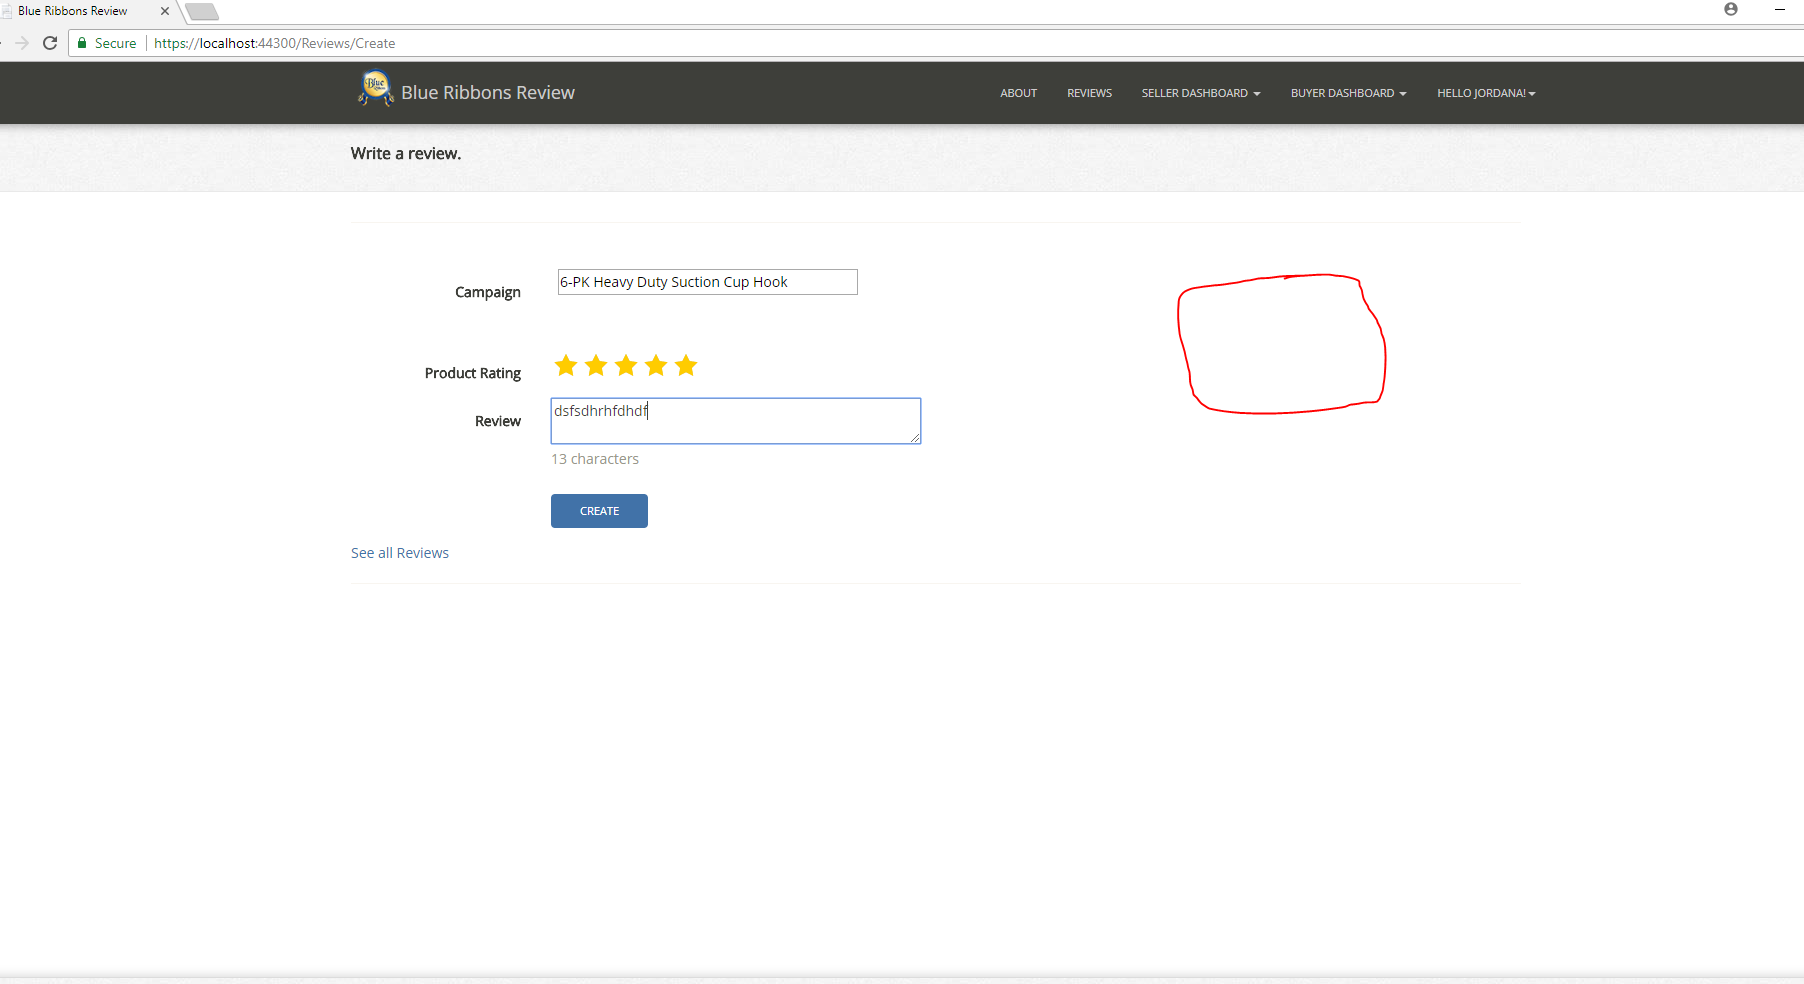 Blue Ribbons Review
Secure https://localhost:44300/Reviews/Create
Blue
Blue Ribbons Review ABOUT REVIEWS SELLER DASHBOARD BUYER DASHBOARD HELLO JORDANA!
Write a review.
Campaign 6-PK Heavy Duty Suction Cup Hook
Product Rating
Review dsfsdhrhfdhdf
13 characters
CREATE
See all Reviews